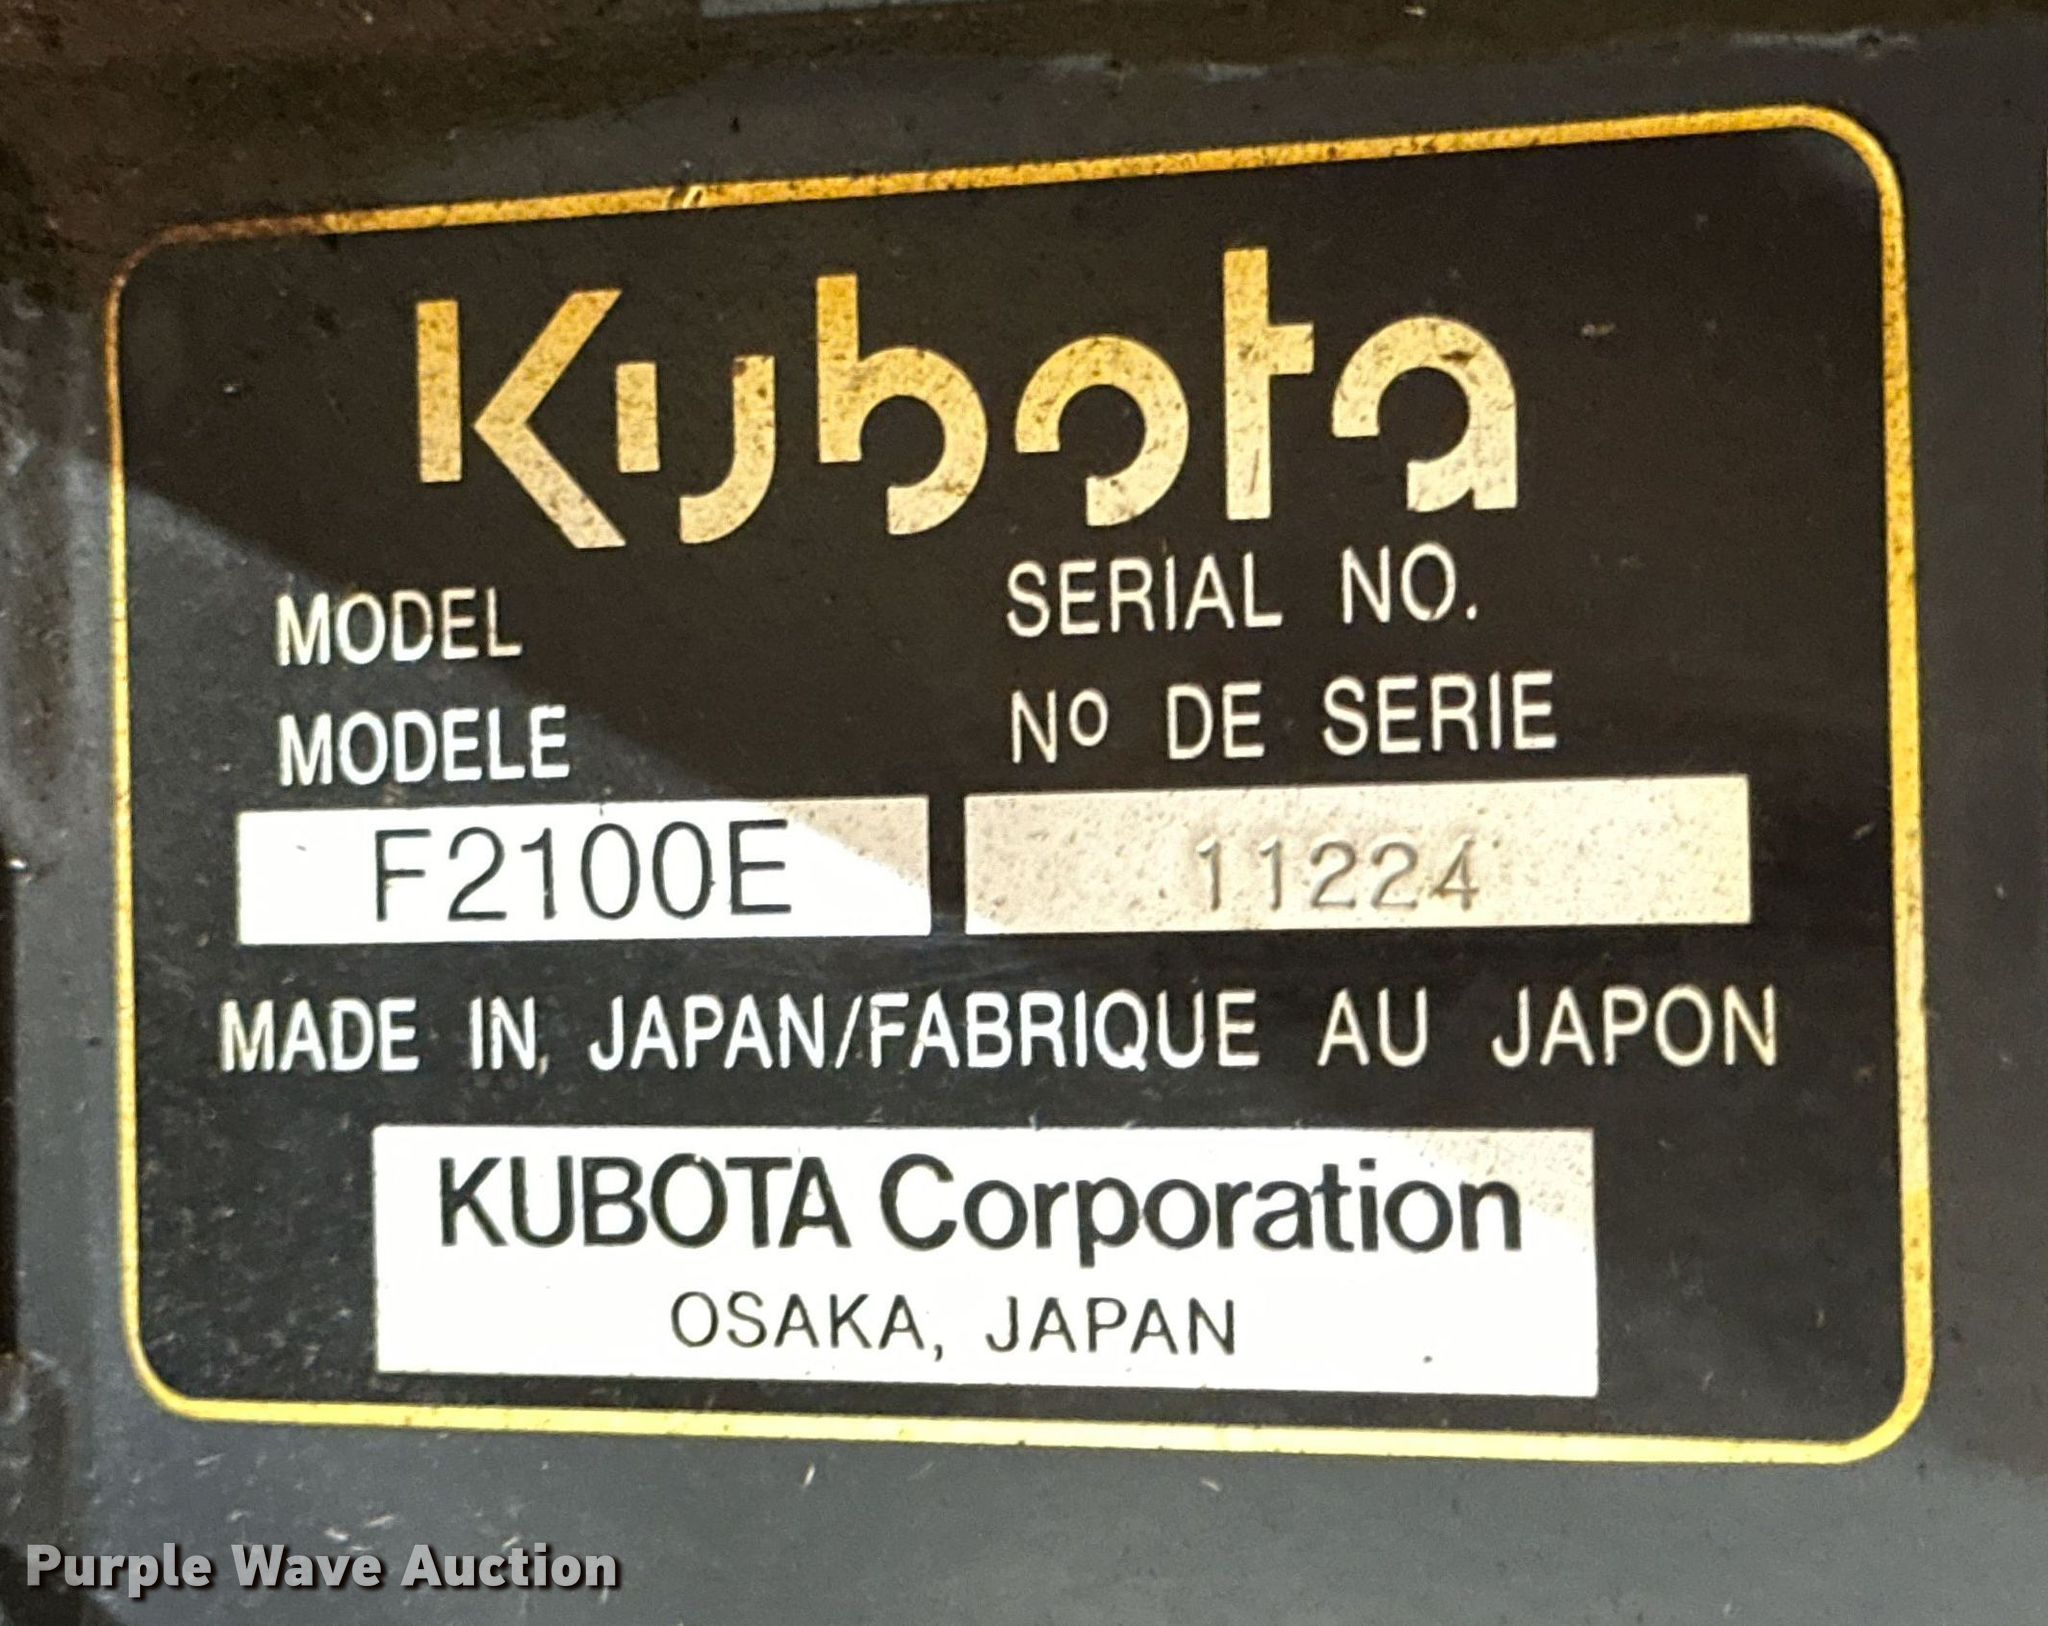 Kubota
MODEL
MODELE
SERIAL NO.
Nº DE SERIE
F2100E
11224
MADE IN JAPAN/FABRIQUE AU JAPON
KUBOTA Corporation
OSAKA, JAPAN
Purple Wave Auction